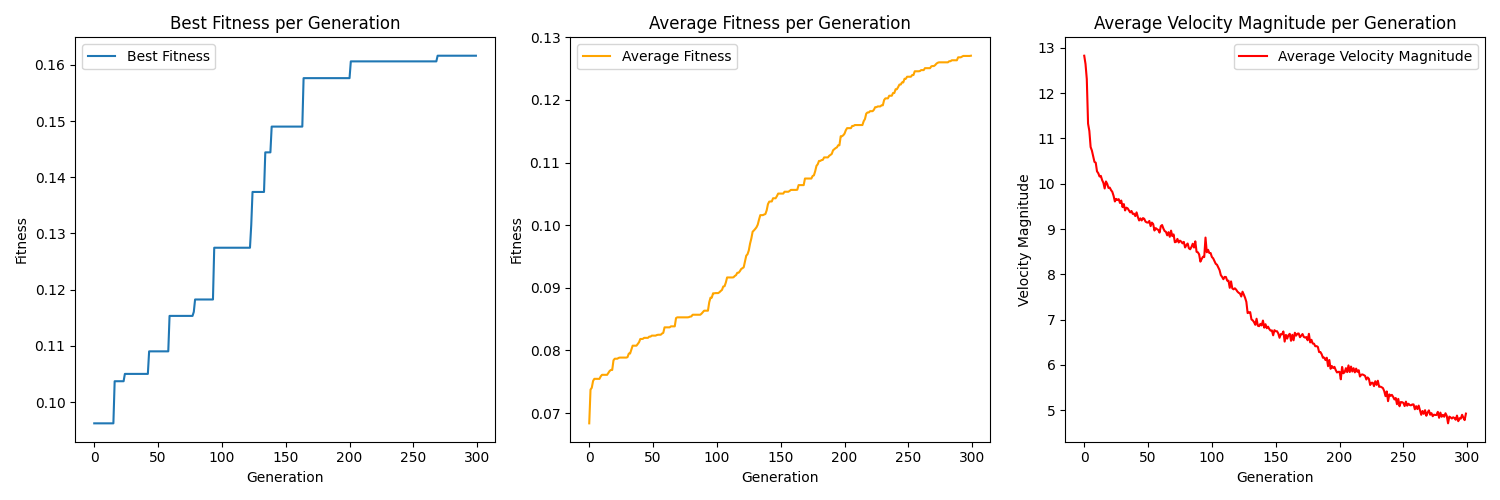 Best Fitness per Generation
Best Fitness
Fitness
0.16
0.15
0.14
0.13
0.12
0.11
0.10
0 50 100 150 200 250 300
Generation
Average Fitness per Generation
Average Fitness
Fitness
0.13
0.12
0.11
0.10
0.09
0.08
0.07
0 50 100 150 200 250 300
Generation
Average Velocity Magnitude per Generation
Average Velocity Magnitude
Velocity Magnitude
13
12
11
10
9
8
7
6
5
0 50 100 150 200 250 300
Generation